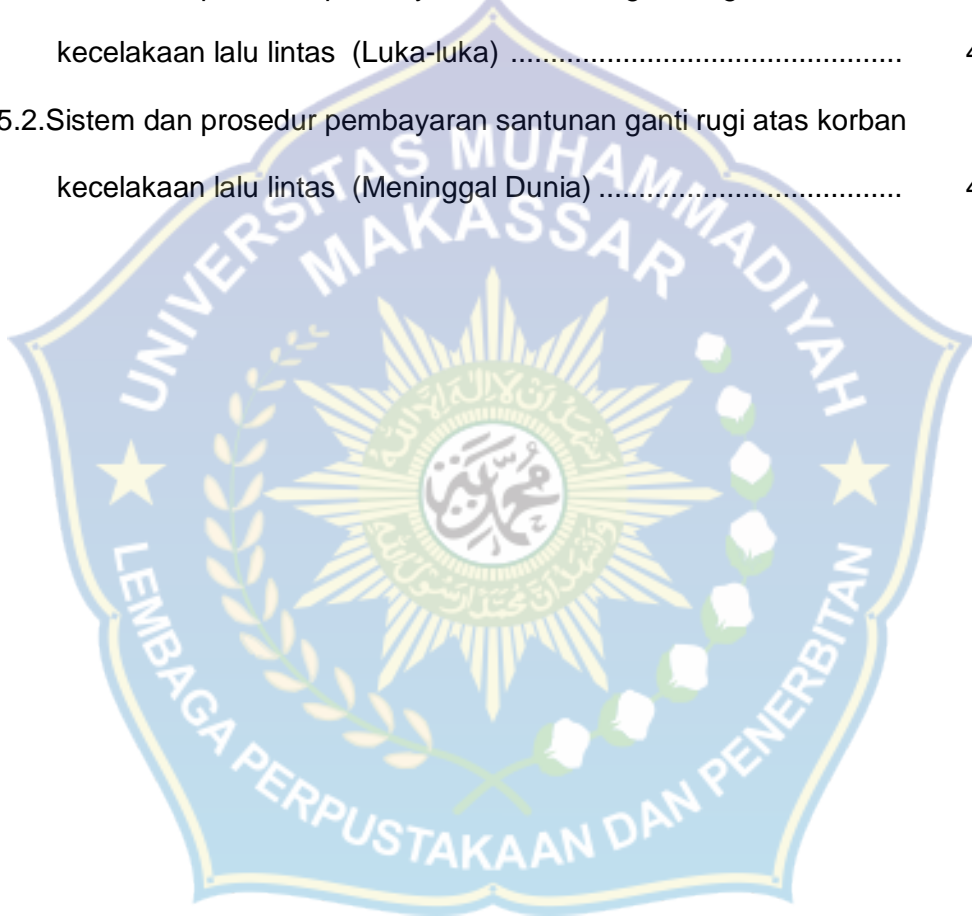 kecelakaan lalu lintas (Luka-luka) .................................................
5.2.Sistem dan prosedur pembayaran santunan ganti rugi atas korban
kecelakaan lalu lintas (Meninggal Dunia) ......................................
UNIVERSITAS MUHAMMADIYAH
MAKASSAR
محمد
LEMBAGA PERPUSTAKAAN DAN PENERBITAN